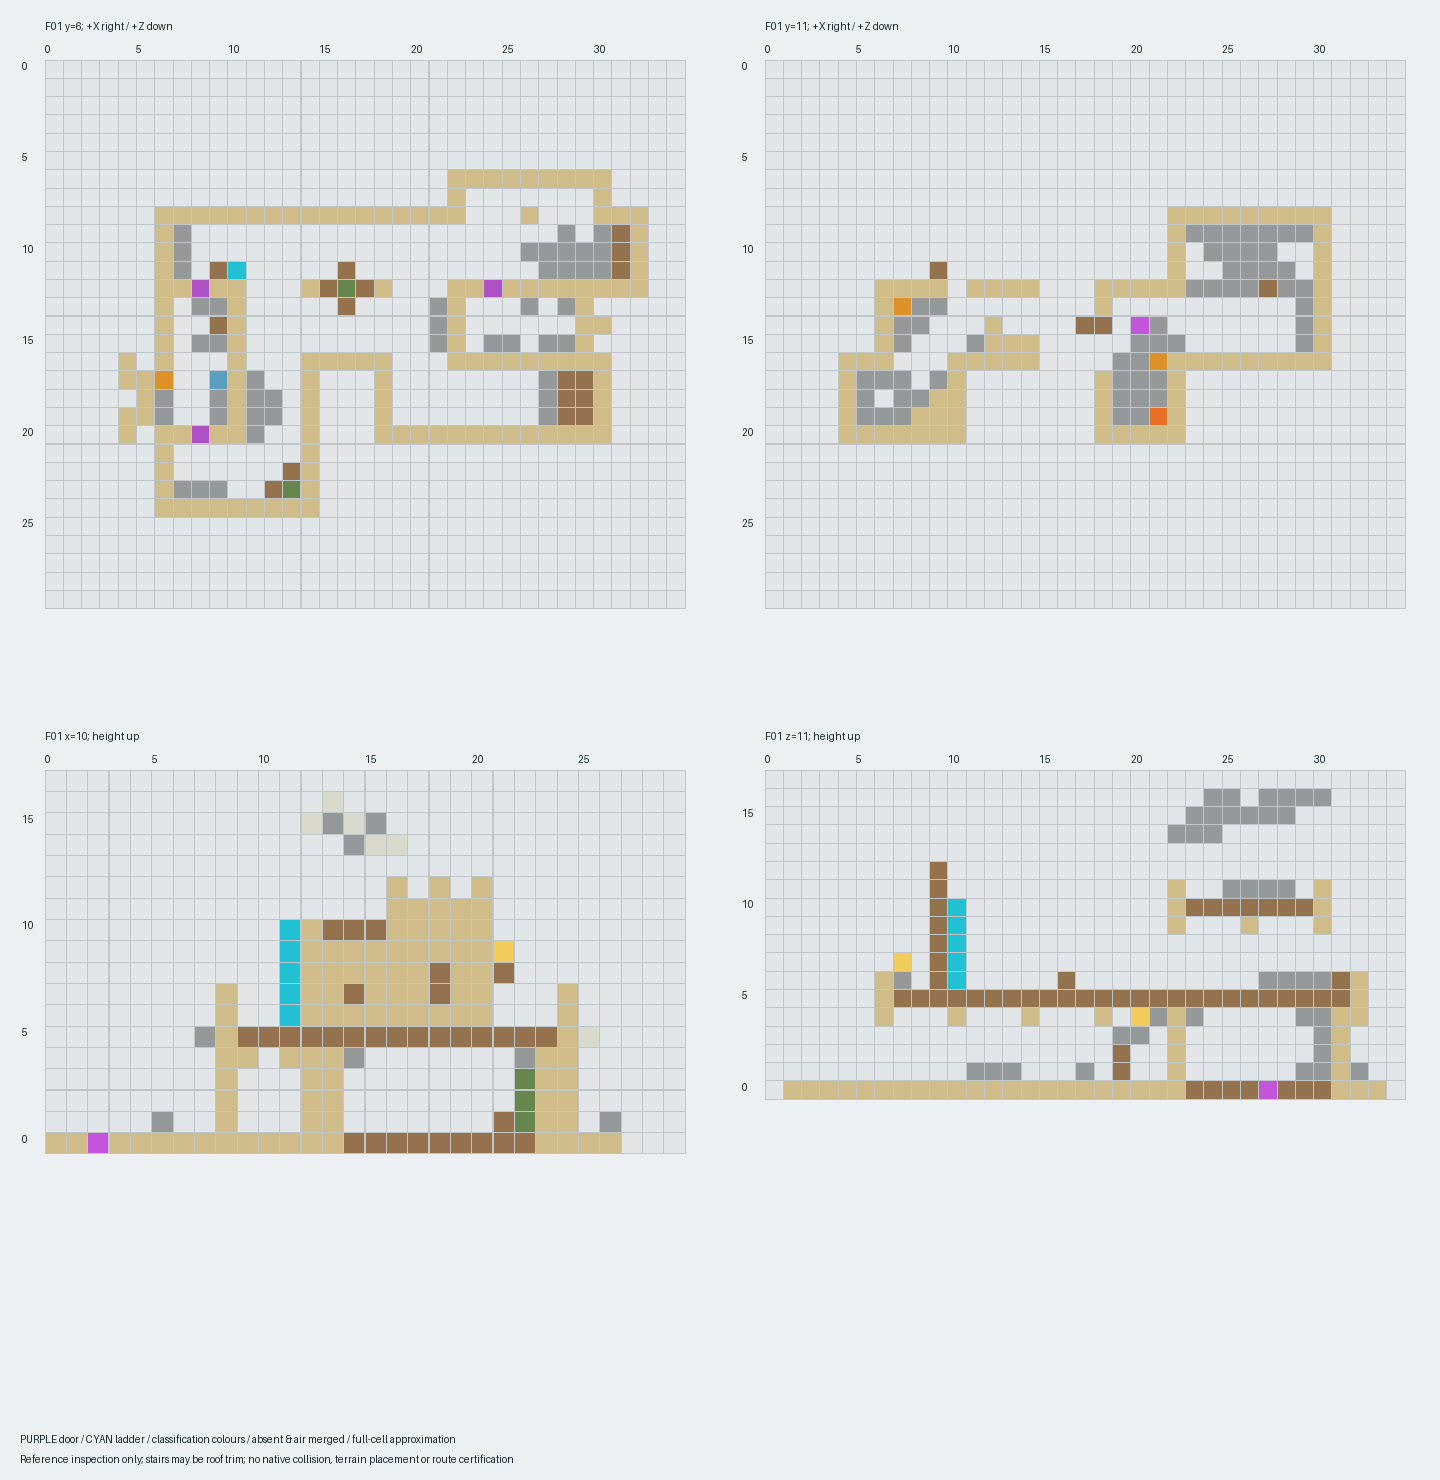 F01 y=6; +X right / +Z down
0 5 10 15 20 25 30
0
5
10
15
20
25
F01 y=11; +X right / +Z down
0 5 10 15 20 25 30
0
5
10
15
20
25
F01 x=10; height up
0 5 10 15 20 25
15
10
5
0
F01 z=11; height up
0 5 10 15 20 25 30
15
10
5
0
PURPLE door / CYAN ladder / classification colours / absent & air merged / full-cell approximation
Reference inspection only; stairs may be roof trim; no native collision, terrain placement or route certification